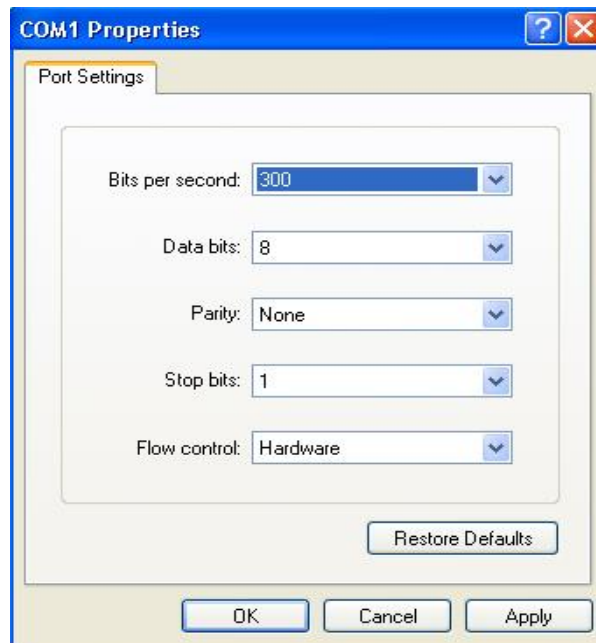 COM1 Properties
Port Settings
Bits per second: 300
Data bits: 8
Parity: None
Stop bits: 1
Flow control: Hardware
Restore Defaults
OK Cancel Apply